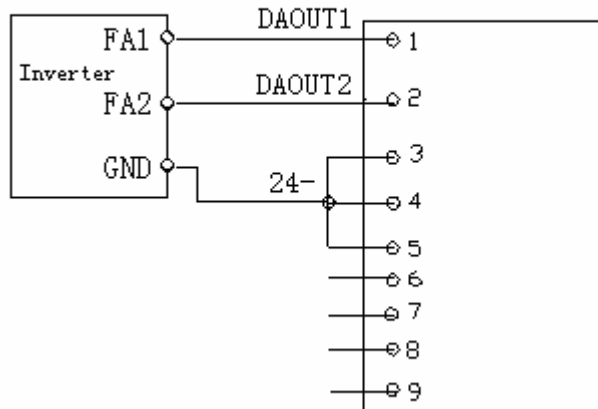 DAOUT1
FA1 1
Inverter
DAOUT2
FA2 2
3
GND
24- 4
5
6
7
8
9